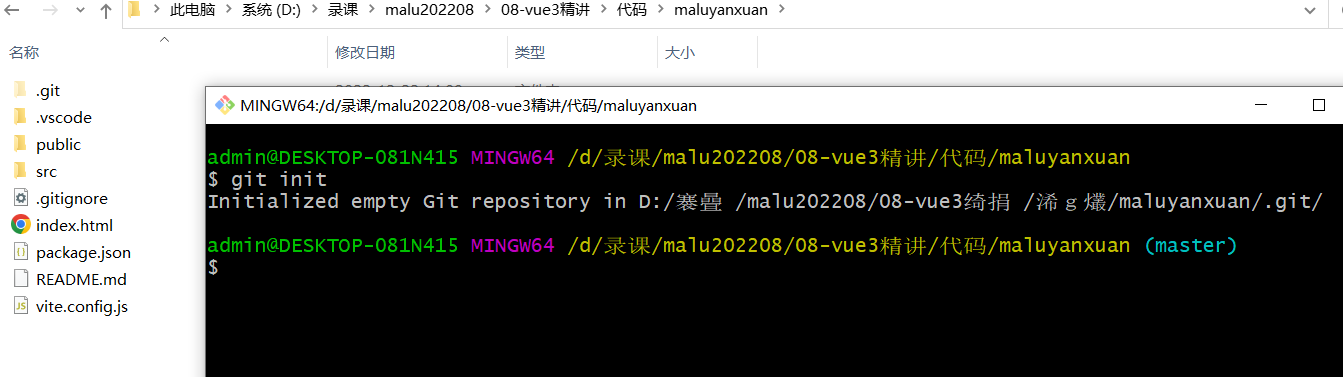 此电脑 > 系统 (D:) > 录课 > malu202208 > 08-vue3精讲 > 代码 > maluyanxuan >
名称 修改日期 类型 大小
.git
.vscode
public
src
.gitignore
index.html
package.json
README.md
vite.config.js
MINGW64:/d/录课/malu202208/08-vue3精讲/代码/maluyanxuan
admin@DESKTOP-081N415 MINGW64 /d/录课/malu202208/08-vue3精讲/代码/maluyanxuan
$ git init
Initialized empty Git repository in D:/褰曡 /malu202208/08-vue3绮捐 /浠ｇ爜/maluyanxuan/.git/
admin@DESKTOP-081N415 MINGW64 /d/录课/malu202208/08-vue3精讲/代码/maluyanxuan (master)
$